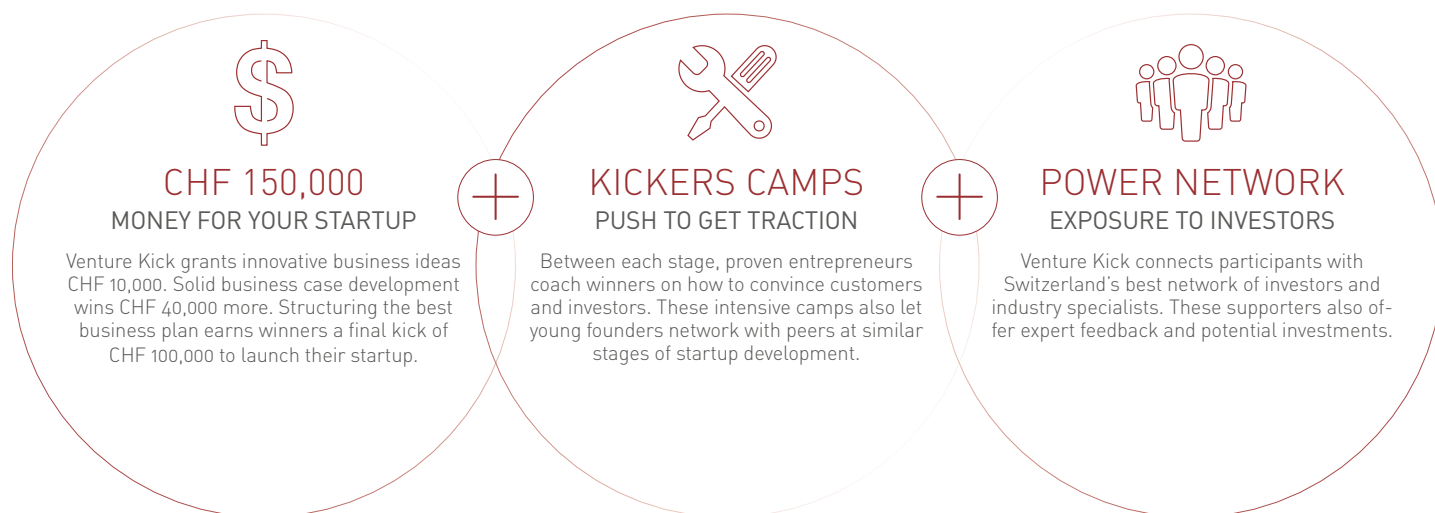 CHF 150,000
MONEY FOR YOUR STARTUP
Venture Kick grants innovative business ideas
CHF 10,000. Solid business case development
wins CHF 40,000 more. Structuring the best
business plan earns winners a final kick of
CHF 100,000 to launch their startup.
KICKERS CAMPS
PUSH TO GET TRACTION
Between each stage, proven entrepreneurs
coach winners on how to convince customers
and investors. These intensive camps also let
young founders network with peers at similar
stages of startup development.
POWER NETWORK
EXPOSURE TO INVESTORS
Venture Kick connects participants with
Switzerland’s best network of investors and
industry specialists. These supporters also of-
fer expert feedback and potential investments.